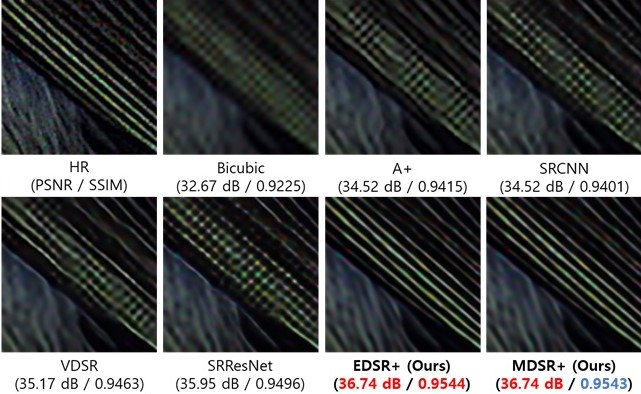 HR
(PSNR / SSIM)
Bicubic
(32.67 dB / 0.9225)
A+
(34.52 dB / 0.9415)
SRCNN
(34.52 dB / 0.9401)
VDSR
(35.17 dB / 0.9463)
SRResNet
(35.95 dB / 0.9496)
EDSR+ (Ours)
(36.74 dB / 0.9544)
MDSR+ (Ours)
(36.74 dB / 0.9543)